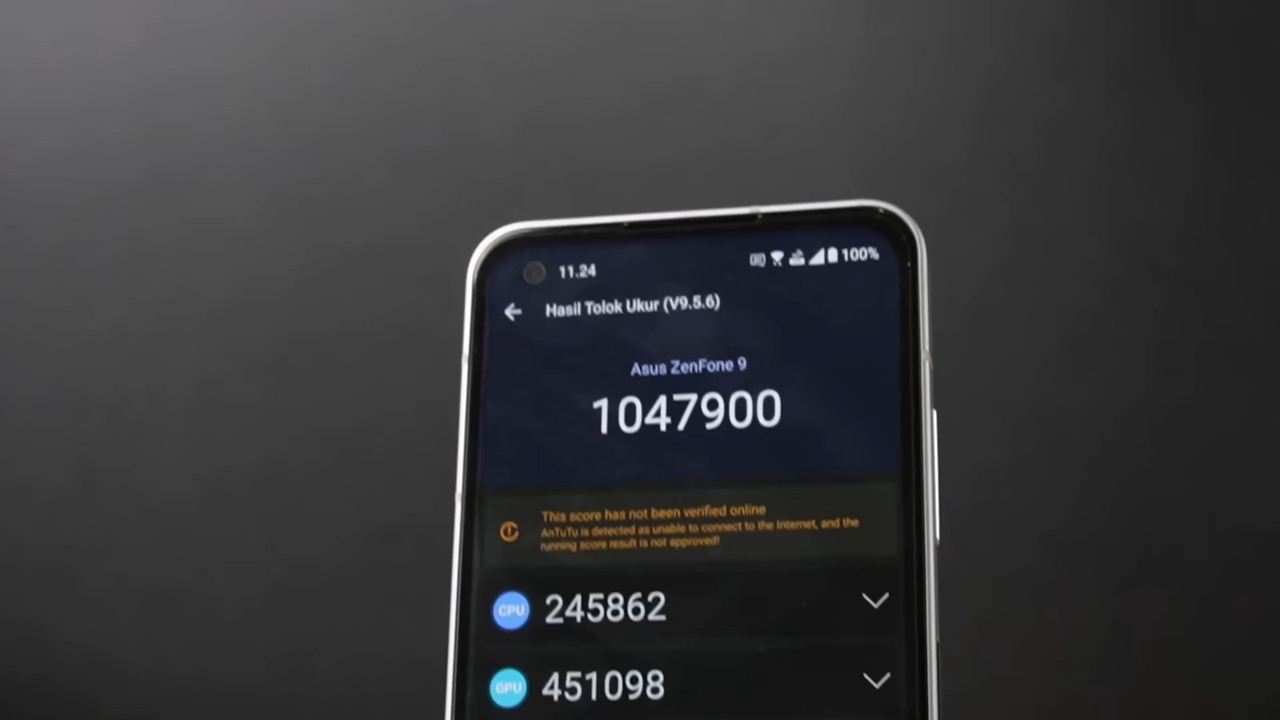 11.24
100%
Hasil Tolok Ukur (V9.5.6)
Asus ZenFone 9
1047900
This score has not been verified online
AnTuTu is detected as unable to connect to the Internet, and the
running score result is not approved!
CPU 245862
GPU 451098